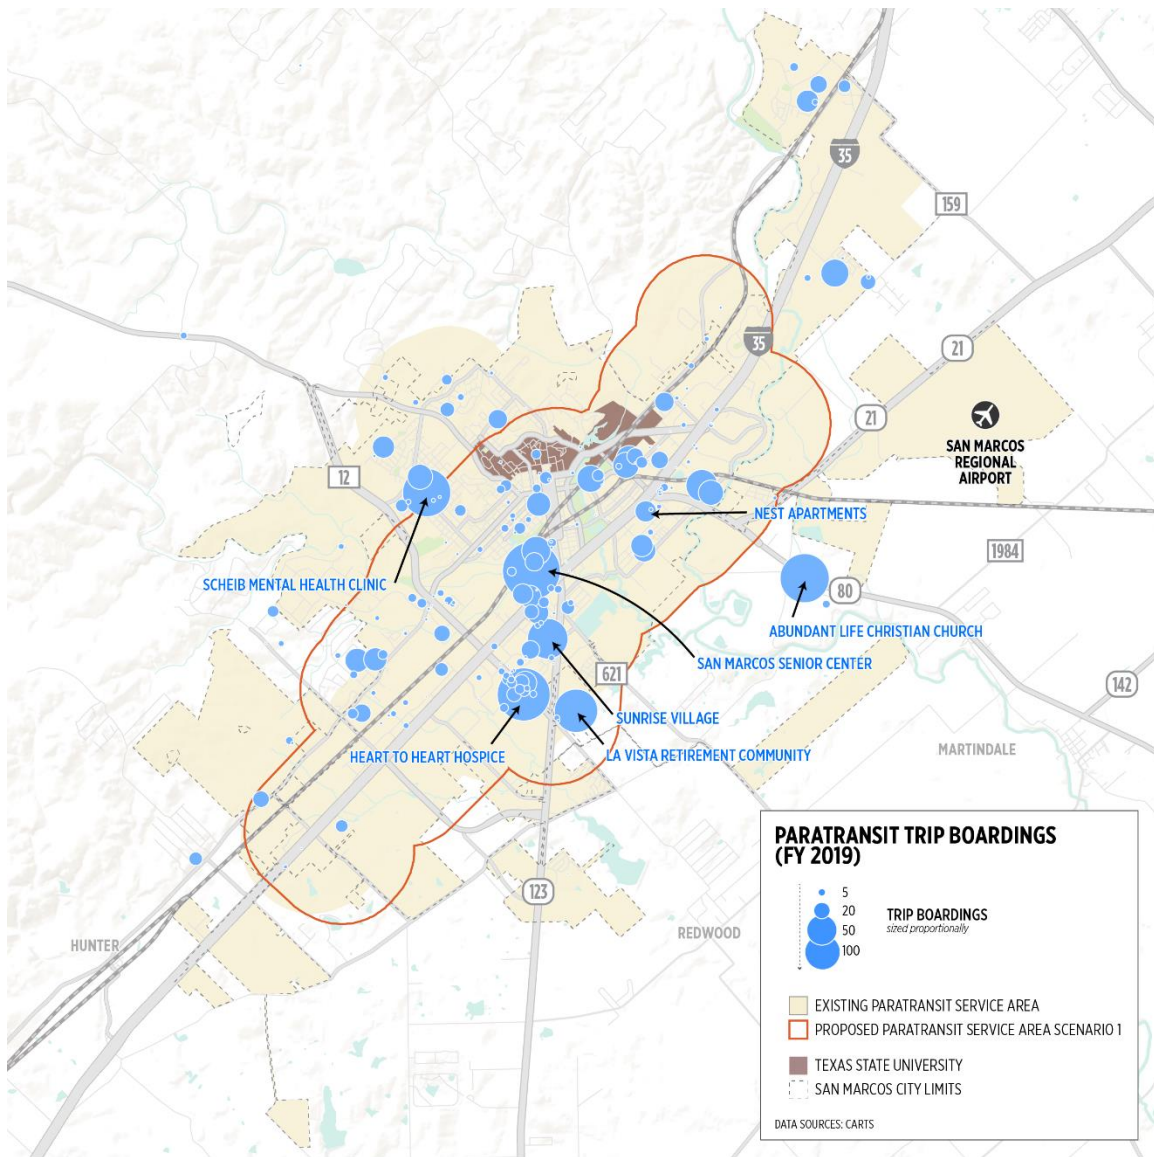 35
159
35
21
21
SAN MARCOS
REGIONAL
AIRPORT
12
NEST APARTMENTS
1984
SCHEIB MENTAL HEALTH CLINIC
80
ABUNDANT LIFE CHRISTIAN CHURCH
SAN MARCOS SENIOR CENTER
621
142
SUNRISE VILLAGE
HEART TO HEART HOSPICE
LA VISTA RETIREMENT COMMUNITY
MARTINDALE
123
HUNTER
REDWOOD
PARATRANSIT TRIP BOARDINGS
(FY 2019)
5
20
50
100
TRIP BOARDINGS
sized proportionally
EXISTING PARATRANSIT SERVICE AREA
PROPOSED PARATRANSIT SERVICE AREA SCENARIO 1
TEXAS STATE UNIVERSITY
SAN MARCOS CITY LIMITS
DATA SOURCES: CARTS